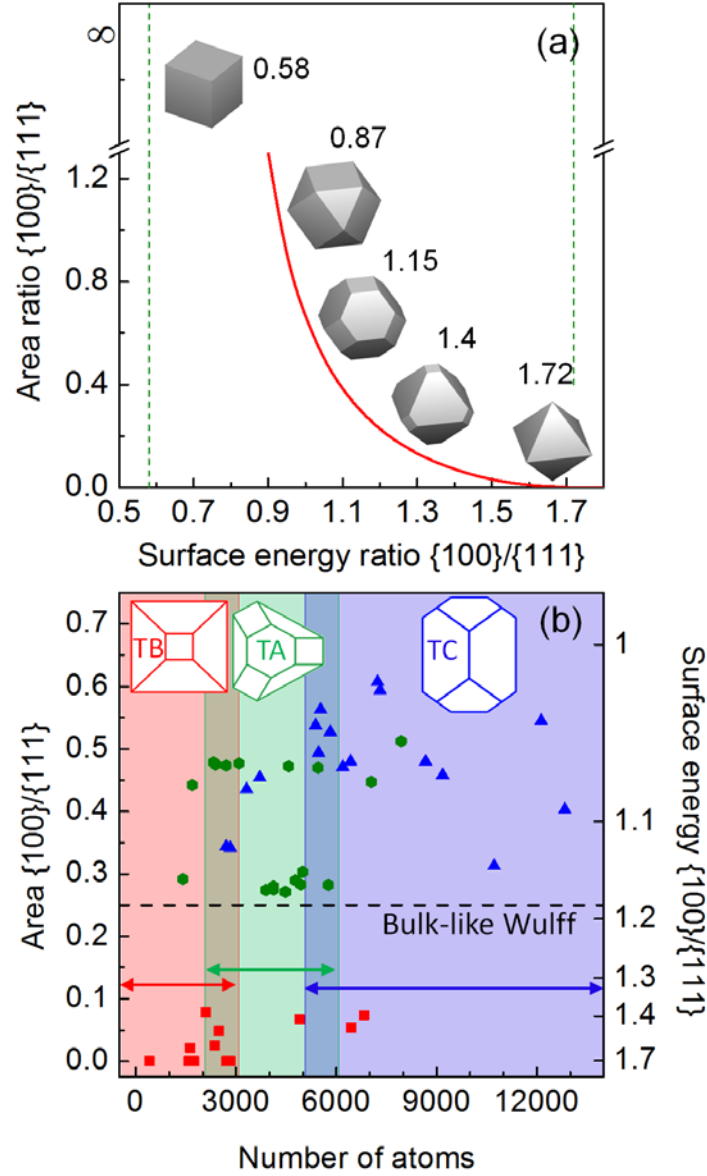 (a)
8
0.58
0.87
1.15
1.4
1.72
Area ratio {100}/{111}
1.2
0.8
0.4
0.0
0.5 0.7 0.9 1.1 1.3 1.5 1.7
Surface energy ratio {100}/{111}
(b)
TB
TA
TC
Area {100}/{111}
0.7
0.6
0.5
0.4
0.3
0.2
0.1
0.0
Bulk-like Wulff
1
1.1
1.2
1.3
1.4
1.7
Surface energy {100}/{111}
0 3000 6000 9000 12000
Number of atoms